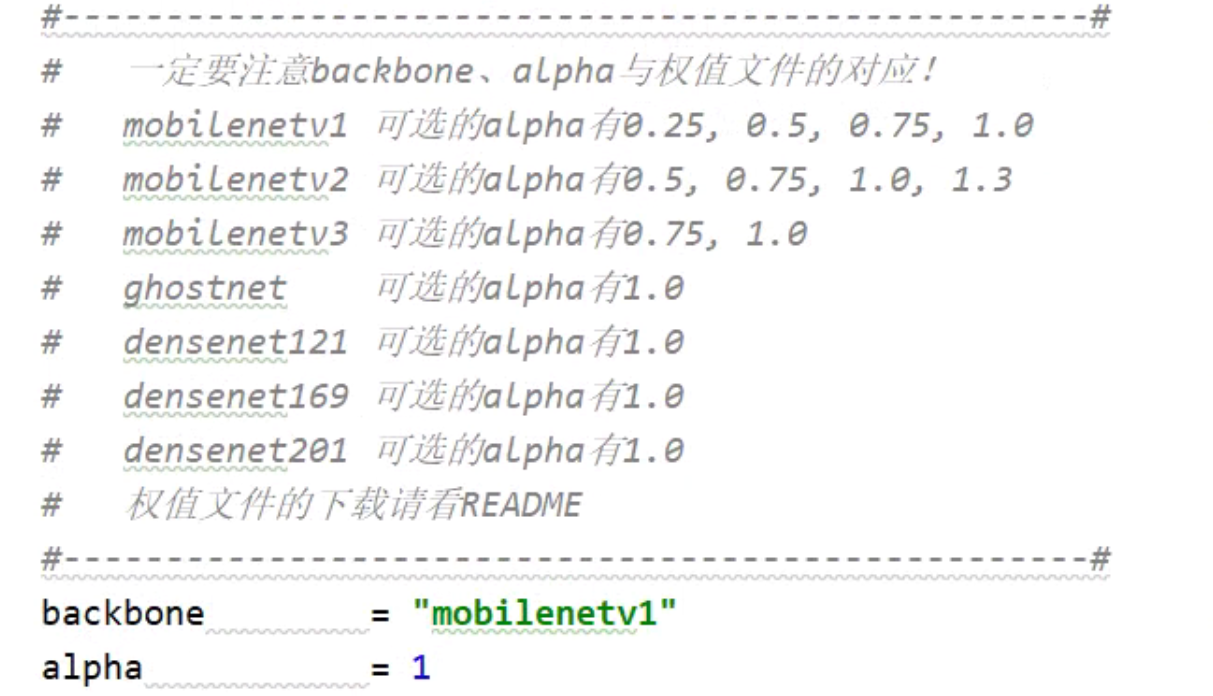 #--------------------------------------------------#
#   一定要注意backbone、alpha与权值文件的对应！
#   mobilenetv1 可选的alpha有0.25, 0.5, 0.75, 1.0
#   mobilenetv2 可选的alpha有0.5, 0.75, 1.0, 1.3
#   mobilenetv3 可选的alpha有0.75, 1.0
#   ghostnet    可选的alpha有1.0
#   densenet121 可选的alpha有1.0
#   densenet169 可选的alpha有1.0
#   densenet201 可选的alpha有1.0
#   权值文件的下载请看README
#--------------------------------------------------#
backbone        = "mobilenetv1"
alpha           = 1